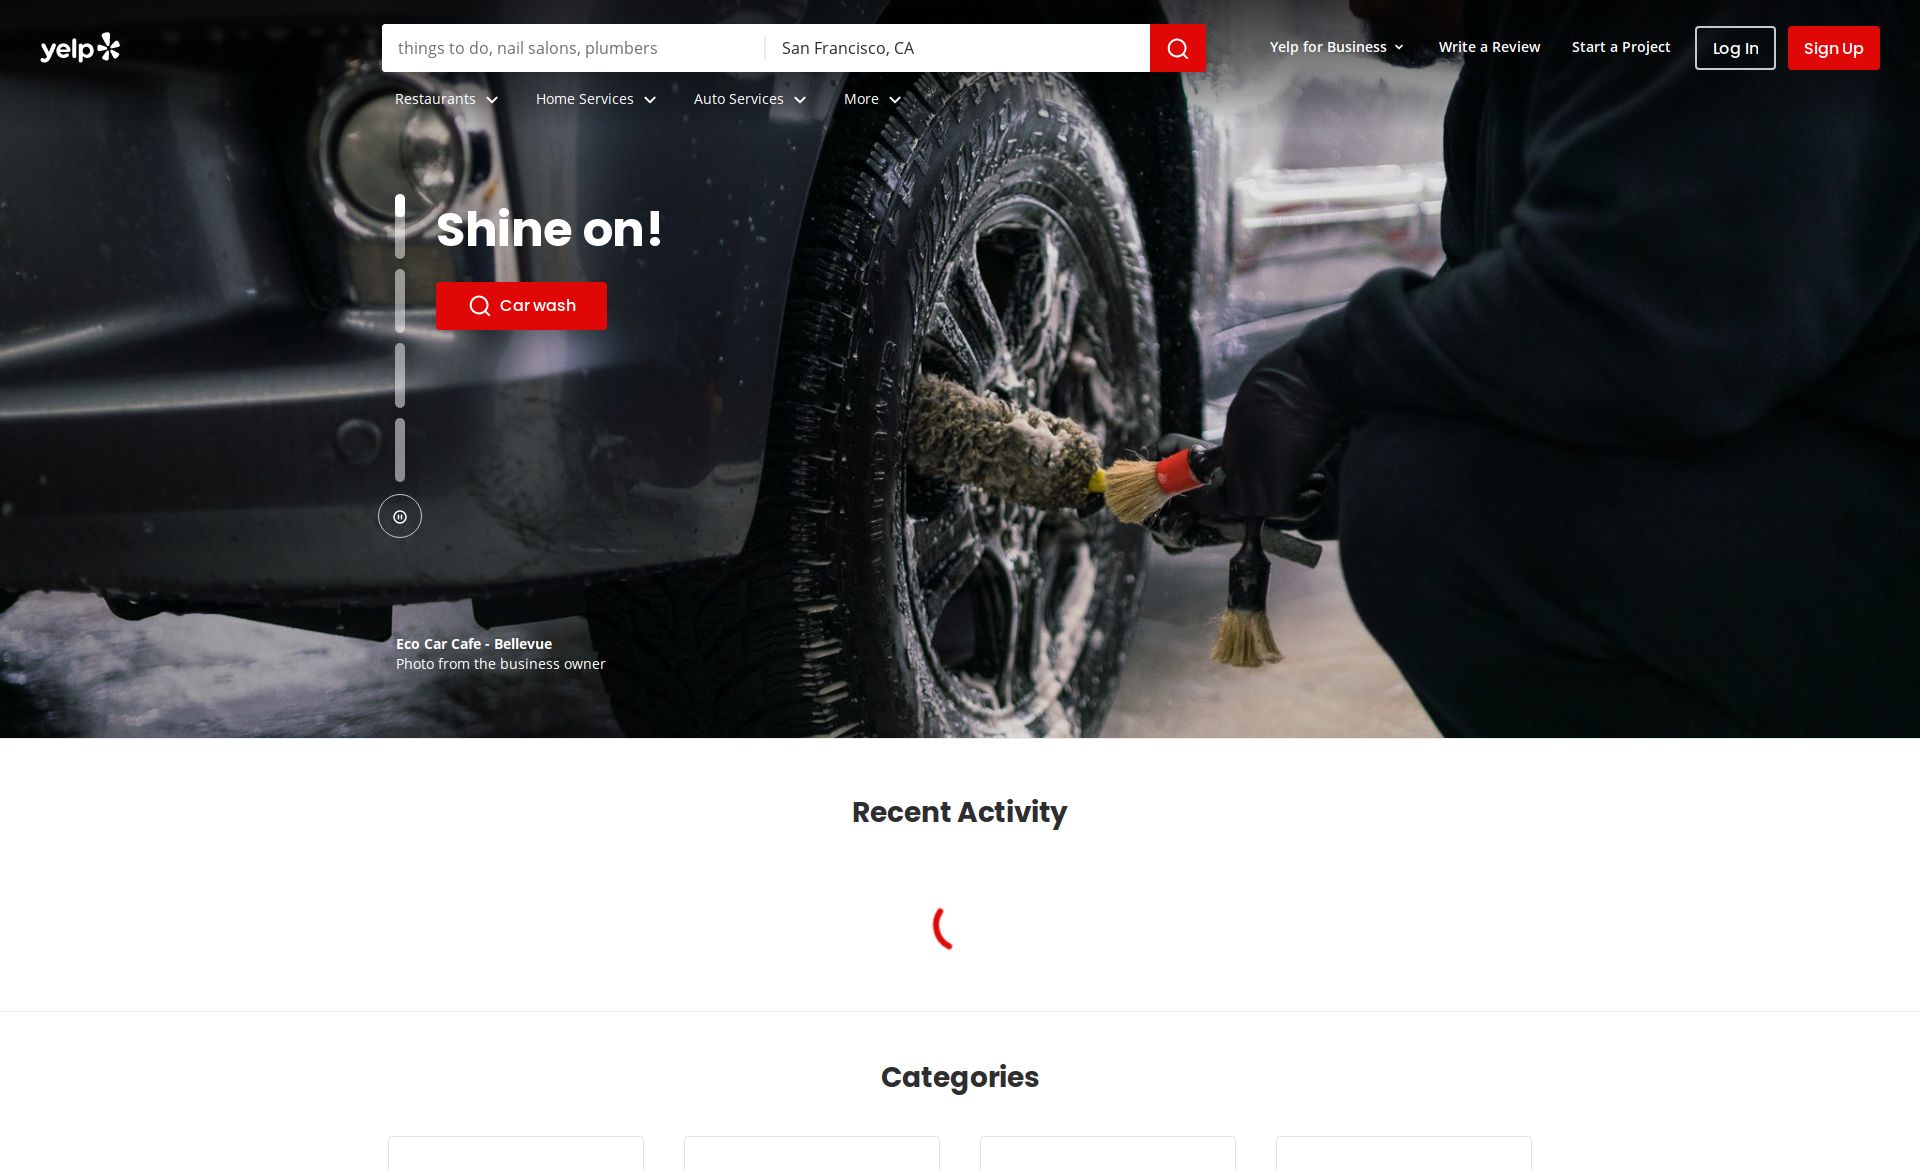 yelp
things to do, nail salons, plumbers
San Francisco, CA
Yelp for Business
Write a Review
Start a Project
Log In
Sign Up
Restaurants
Home Services
Auto Services
More
Shine on!
Car wash
Eco Car Cafe - Bellevue
Photo from the business owner
Recent Activity
Categories